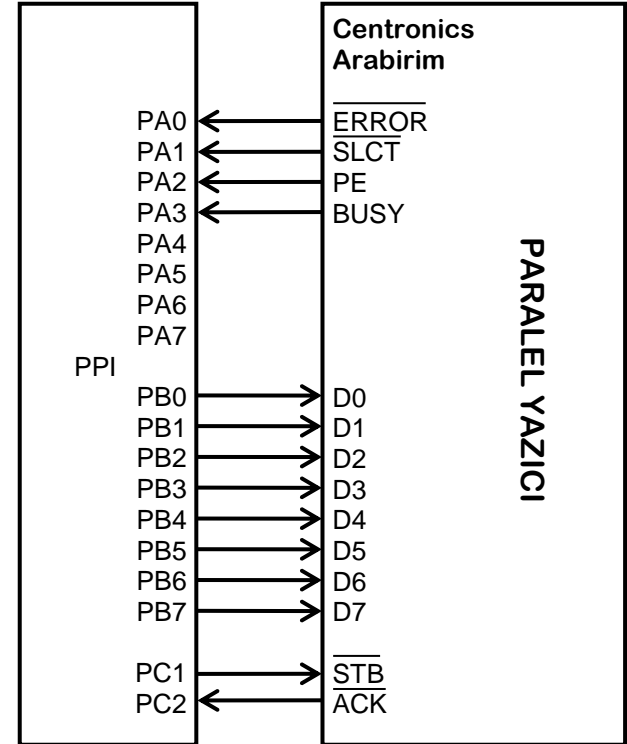 Centronics
Arabirim
PA0 ERROR
PA1 SLCT
PA2 PE
PA3 BUSY
PA4
PA5
PA6
PA7
PPI
PB0 D0
PB1 D1
PB2 D2
PB3 D3
PB4 D4
PB5 D5
PB6 D6
PB7 D7
PC1 STB
PC2 ACK
PARALEL YAZICI